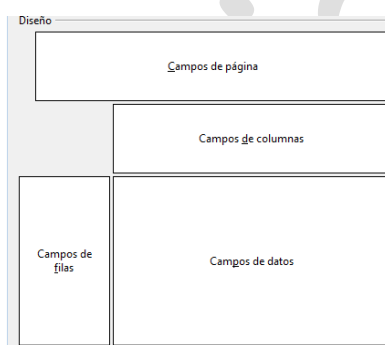 Diseño
Campos de página
Campos de columnas
Campos de
filas
Campos de datos